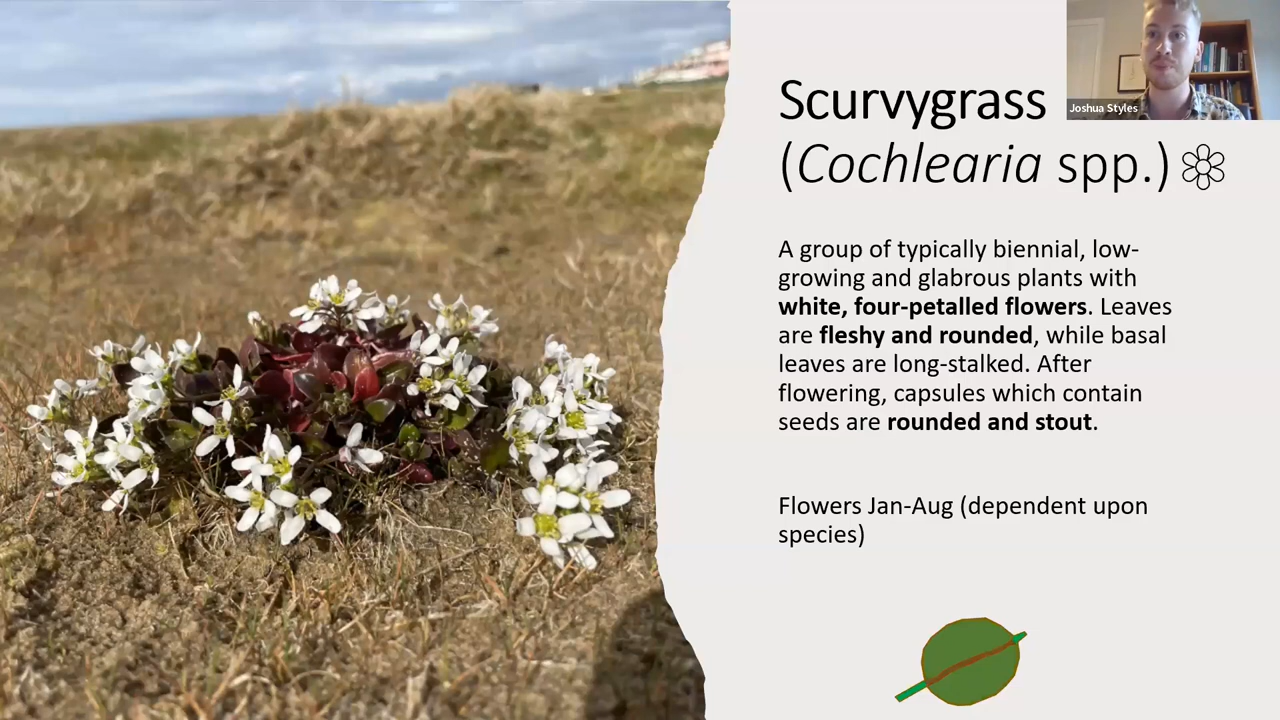 Joshua Styles
Scurvygrass
(Cochlearia spp.)
A group of typically biennial, low-
growing and glabrous plants with
white, four-petalled flowers. Leaves
are fleshy and rounded, while basal
leaves are long-stalked. After
flowering, capsules which contain
seeds are rounded and stout.
Flowers Jan-Aug (dependent upon
species)